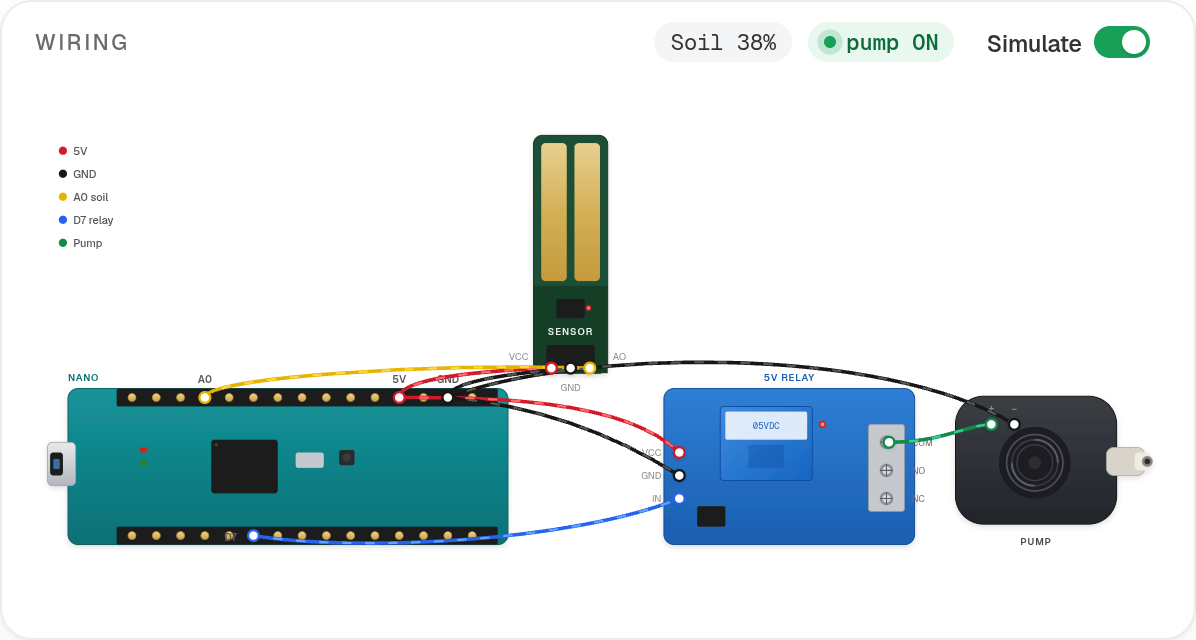 WIRING
Soil 38%
pump ON
Simulate
5V
GND
A0 soil
D7 relay
Pump
SENSOR
VCC
AO
GND
NANO
A0
5V
GND
5V RELAY
05VDC
VCC
GND
IN
COM
NO
NC
+
−
D7
PUMP